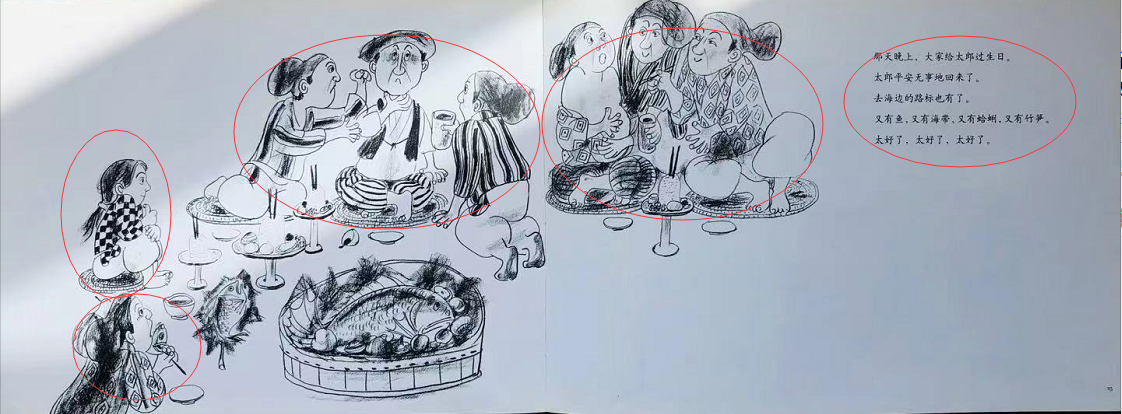 那天晚上，大家给太郎过生日。
太郎平安无事地回来了。
去海边的路标也有了。
又有鱼，又有海带，又有蛤蜊，又有竹笋。
太好了，太好了，太好了。